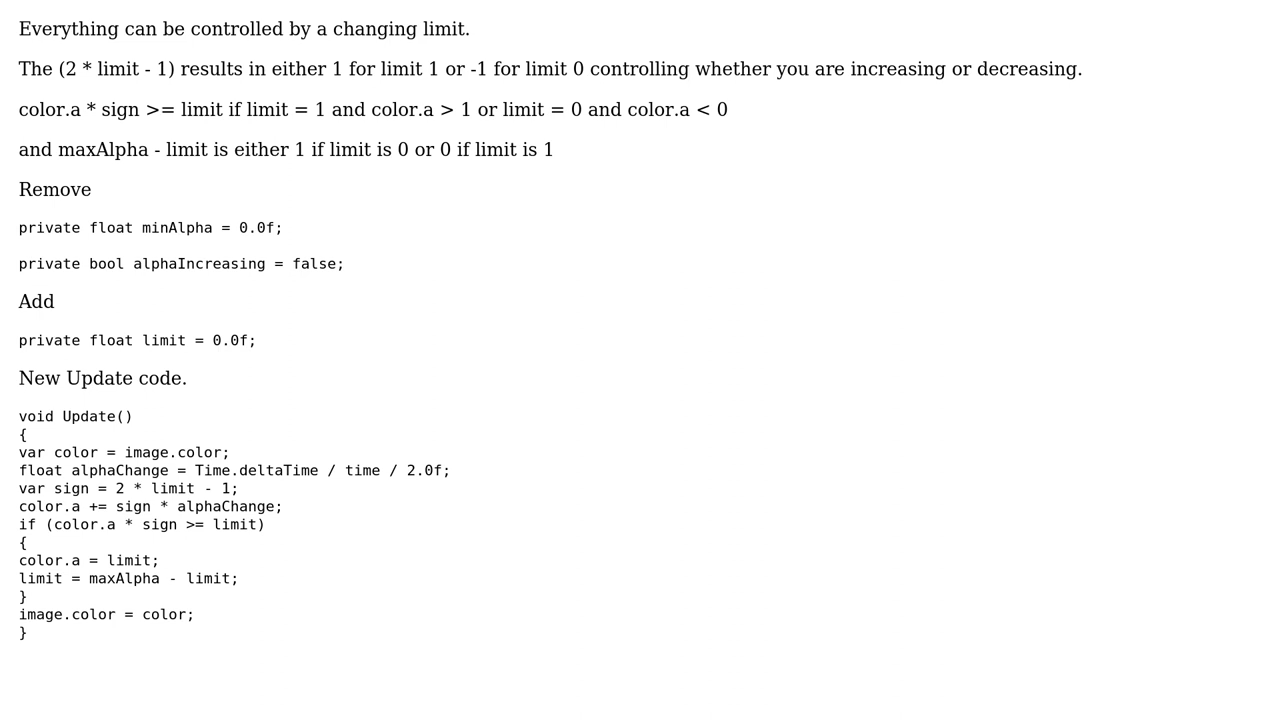 Everything can be controlled by a changing limit.
The (2 * limit - 1) results in either 1 for limit 1 or -1 for limit 0 controlling whether you are increasing or decreasing.
color.a * sign >= limit if limit = 1 and color.a > 1 or limit = 0 and color.a < 0
and maxAlpha - limit is either 1 if limit is 0 or 0 if limit is 1
Remove
private float minAlpha = 0.0f;
private bool alphaIncreasing = false;
Add
private float limit = 0.0f;
New Update code.
void Update()
{
var color = image.color;
float alphaChange = Time.deltaTime / time / 2.0f;
var sign = 2 * limit - 1;
color.a += sign * alphaChange;
if (color.a * sign >= limit)
{
color.a = limit;
limit = maxAlpha - limit;
}
image.color = color;
}